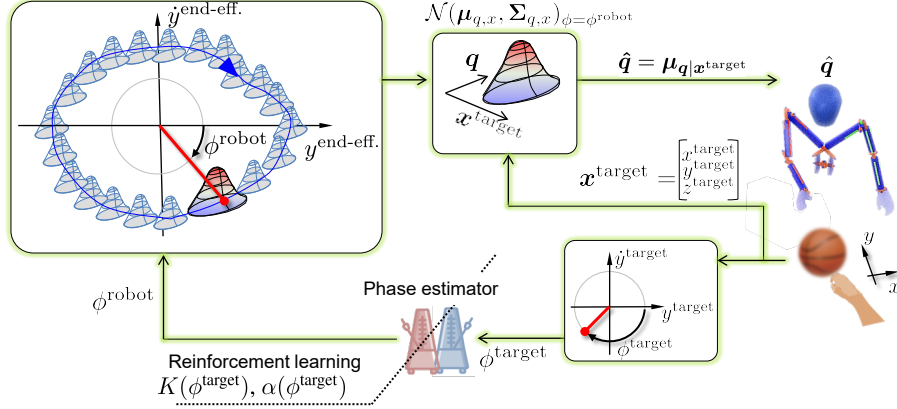 ẏ^end-eff.
y^end-eff.
ϕ^robot
𝒩(μ_q,x, Σ_q,x)_ϕ=ϕ^robot
q
x^target
q̂ = μ_q|x^target
q̂
x^target = [x^target
y^target
z^target]
y
x
ẏ^target
y^target
ϕ^target
Phase estimator
ϕ^robot
ϕ^target
Reinforcement learning
K(ϕ^target), α(ϕ^target)